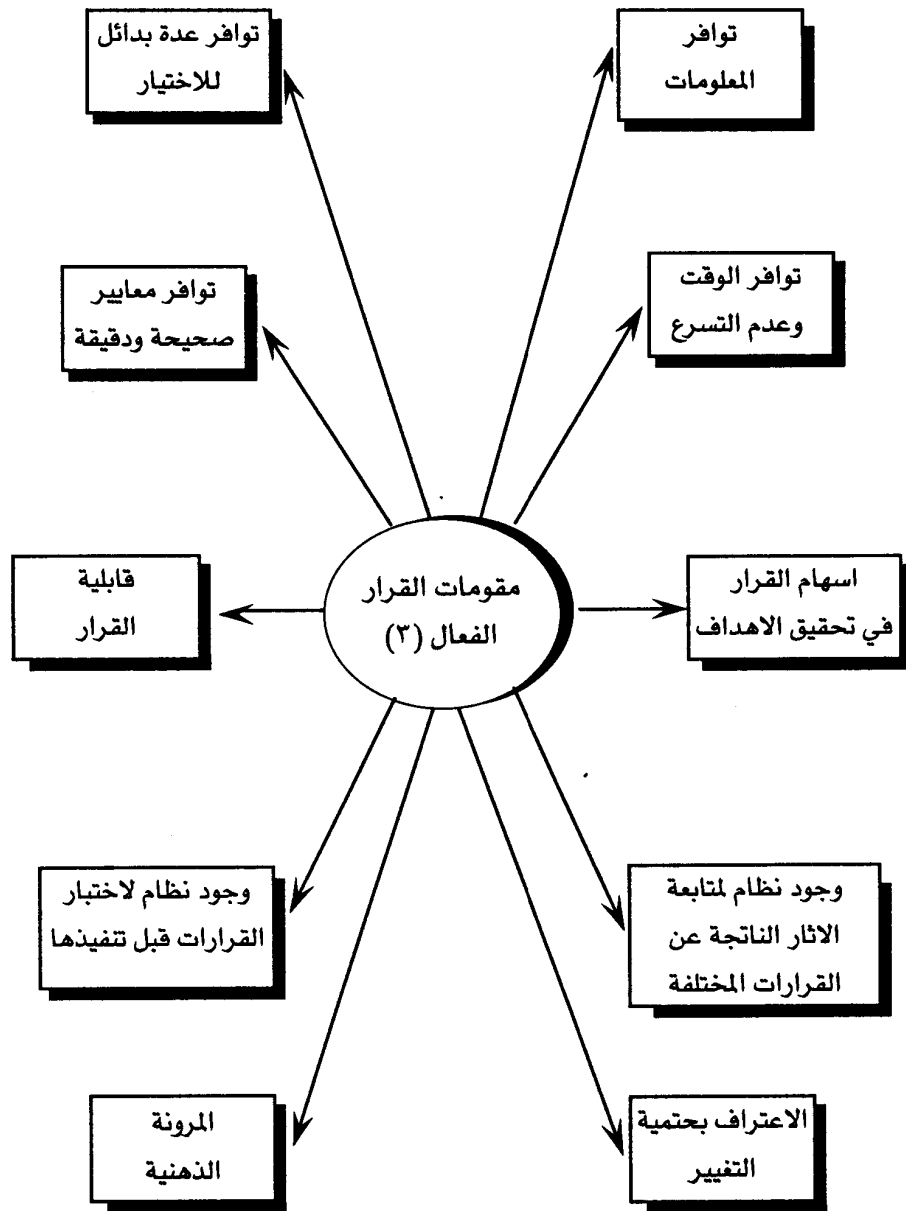 توافر
المعلومات
توافر عدة بدائل
للاختيار
توافر الوقت
وعدم التسرع
توافر معايير
صحيحة ودقيقة
مقومات القرار
الفعال (٣)
اسهام القرار
في تحقيق الاهداف
قابلية
القرار
وجود نظام لمتابعة
الاثار الناتجة عن
القرارات المختلفة
وجود نظام لاختبار
القرارات قبل تنفيذها
الاعتراف بحتمية
التغيير
المرونة
الذهنية